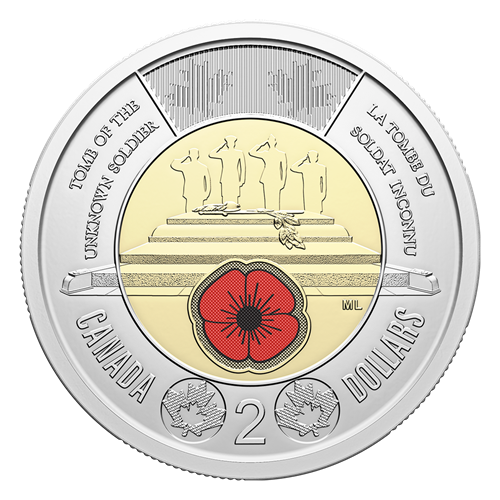 TOMB OF THE
UNKNOWN SOLDIER
LA TOMBE DU
SOLDAT INCONNU
ML
CANADA
2
DOLLARS